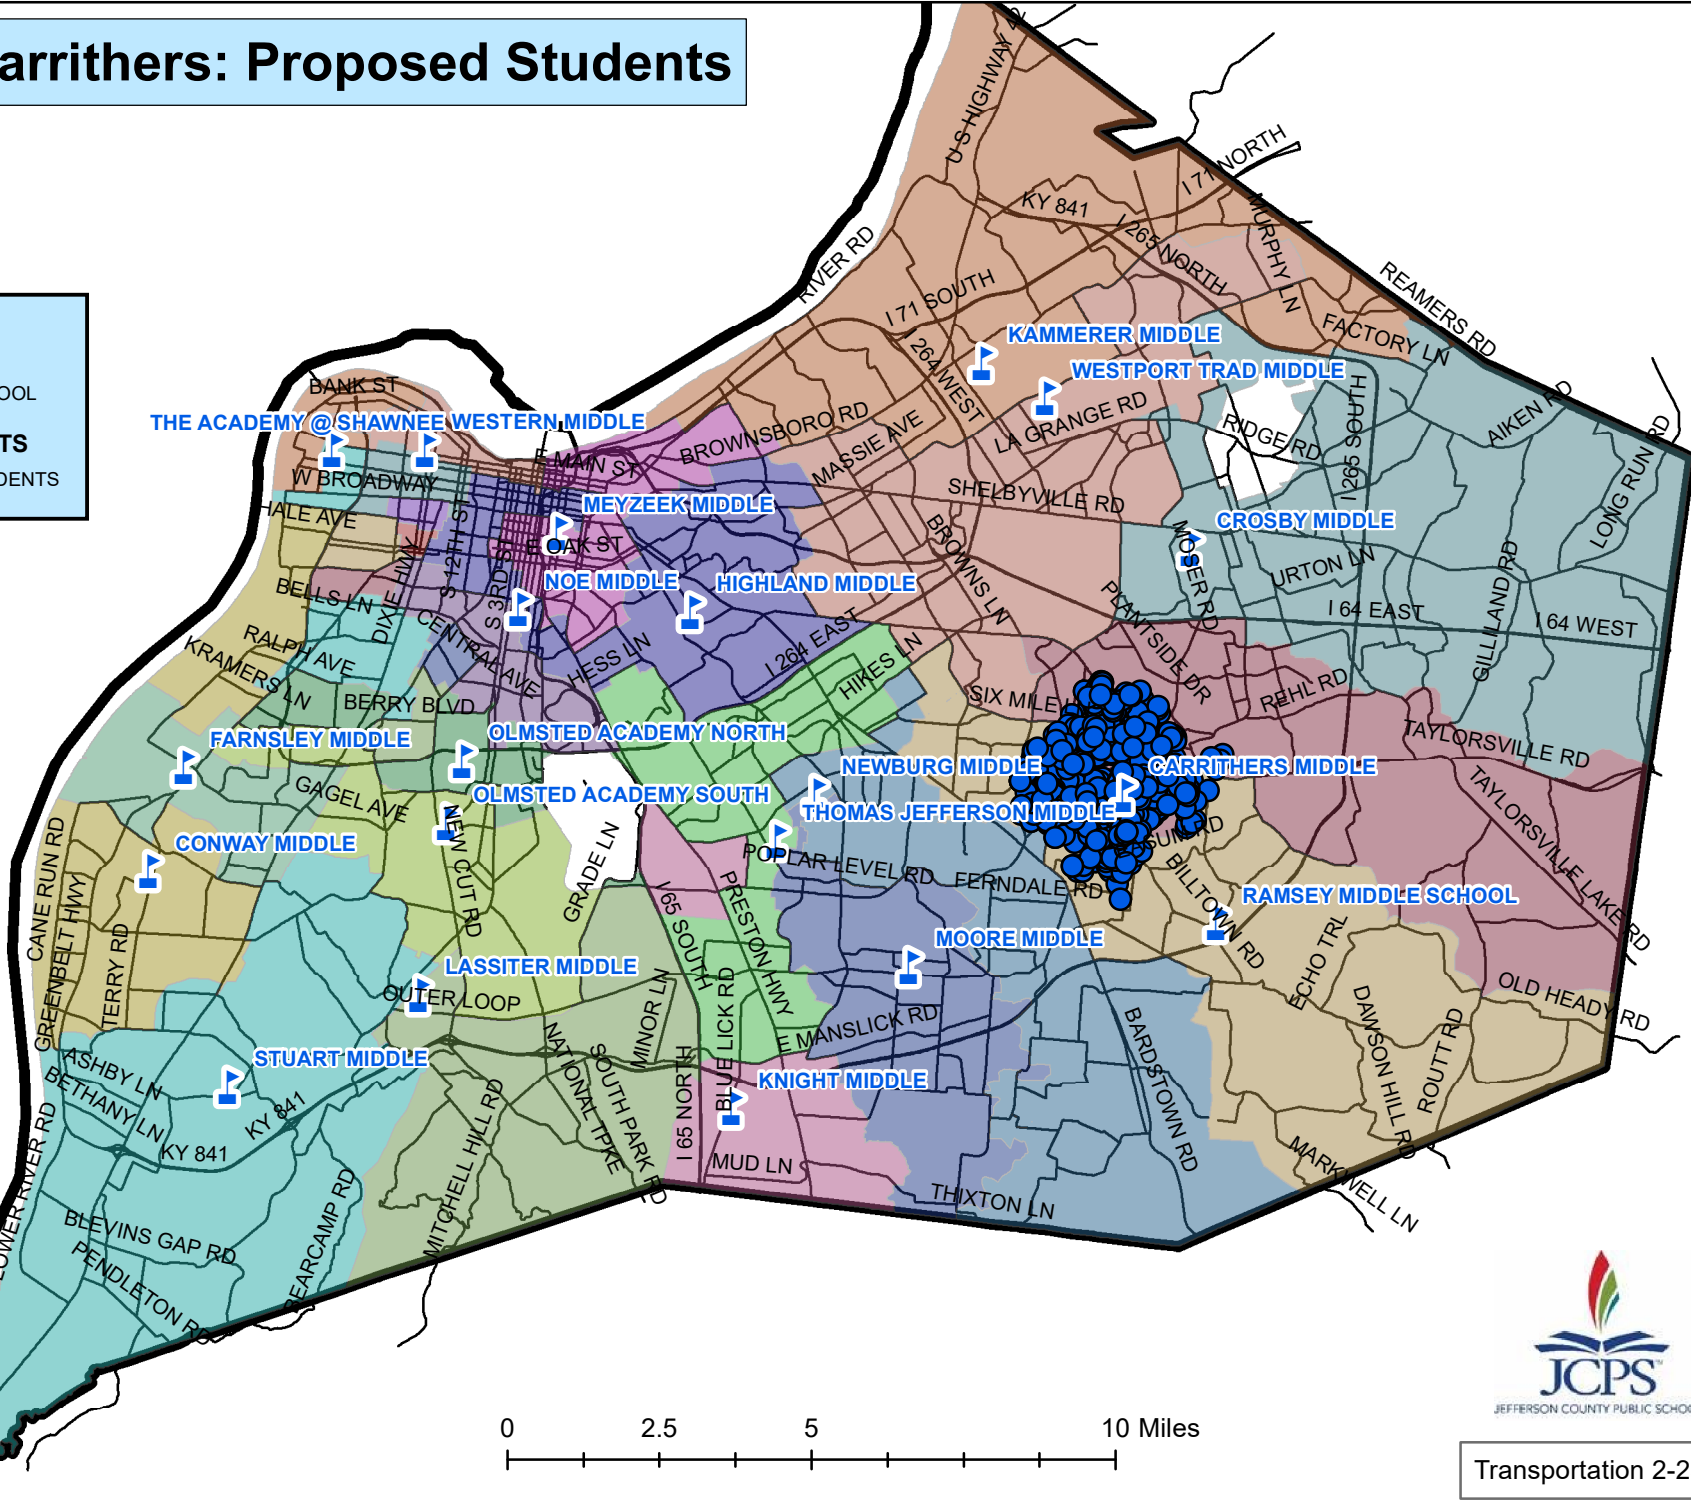 arrithers: Proposed Students
OOL
TS
DENTS
U S HIGHWAY 42
I 71 NORTH
KY 841
I 265 NORTH
MURPHY LN
RIVER RD
I 71 SOUTH
REAMERS RD
FACTORY LN
I 264 WEST
KAMMERER MIDDLE
WESTPORT TRAD MIDDLE
BANK ST
THE ACADEMY @ SHAWNEE
WESTERN MIDDLE
BROWNSBORO RD
MASSIE AVE
LA GRANGE RD
RIDGE RD
I 265 SOUTH
AIKEN RD
LONG RUN RD
E MAIN ST
W BROADWAY
HALE AVE
MEYZEEK MIDDLE
SHELBYVILLE RD
CROSBY MIDDLE
E OAK ST
S 12TH ST
DIXIE HWY
S 3RD ST
NOE MIDDLE
HIGHLAND MIDDLE
BROWNS LN
MOSER RD
URTON LN
GILLILAND RD
BELLS LN
CENTRAL AVE
PLANTSIDE DR
I 64 EAST
I 64 WEST
RALPH AVE
KRAMERS LN
HESS LN
I 264 EAST
HIKES LN
BERRY BLVD
SIX MILE
REHL RD
FARNSLEY MIDDLE
OLMSTED ACADEMY NORTH
TAYLORSVILLE RD
NEWBURG MIDDLE
CARRITHERS MIDDLE
GAGEL AVE
OLMSTED ACADEMY SOUTH
THOMAS JEFFERSON MIDDLE
TAYLORSVILLE LAKE RD
CONWAY MIDDLE
NEW CUT RD
GRADE LN
POPLAR LEVEL RD
FERNDALE RD
BILLTOWN RD
RAMSEY MIDDLE SCHOOL
CANE RUN RD
GREENBELT HWY
TERRY RD
I 65 SOUTH
PRESTON HWY
MOORE MIDDLE
ECHO TRL
LASSITER MIDDLE
OUTER LOOP
MINOR LN
BLUE LICK RD
E MANSLICK RD
OLD HEADY RD
DAWSON HILL RD
ROUTT RD
STUART MIDDLE
ASHBY LN
BETHANY LN
KY 841
KY 841
NATIONAL TPKE
SOUTH PARK RD
I 65 NORTH
KNIGHT MIDDLE
BARDSTOWN RD
MUD LN
MITCHELL HILL RD
THIXTON LN
MARKWELL LN
LOWER RIVER RD
BLEVINS GAP RD
PENDLETON RD
BEARCAMP RD
0 2.5 5 10 Miles
JCPS
JEFFERSON COUNTY PUBLIC SCHOO
Transportation 2-2